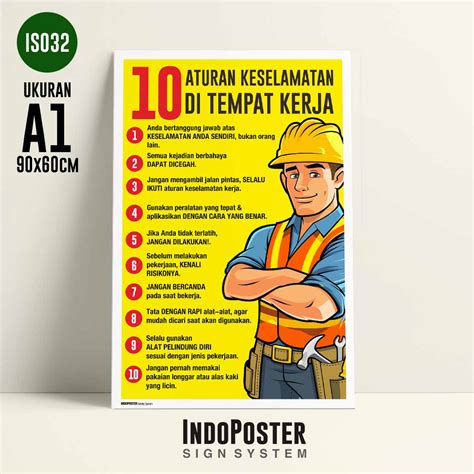 ISO32
UKURAN
A1
90x60CM
10 ATURAN KESELAMATAN
DI TEMPAT KERJA
1 Anda bertanggung jawab atas
KESELAMATAN ANDA SENDIRI, bukan orang
lain.
2 Semua kejadian berbahaya
DAPAT DICEGAH.
3 Jangan mengambil jalan pintas, SELALU
IKUTI aturan keselamatan kerja.
4 Gunakan peralatan yang tepat &
aplikasikan DENGAN CARA YANG BENAR.
5 Jika Anda tidak terlatih,
JANGAN DILAKUKAN!.
6 Sebelum melakukan
pekerjaan, KENALI
RISIKONYA.
7 JANGAN BERCANDA
pada saat bekerja.
8 Tata DENGAN RAPI alat-alat, agar
mudah dicari saat akan digunakan.
9 Selalu gunakan
ALAT PELINDUNG DIRI
sesuai dengan jenis pekerjaan.
10 Jangan pernah memakai
pakaian longgar atau alas kaki
yang licin.
INDOPOSTER
INDOPOSTER
SIGN SYSTEM